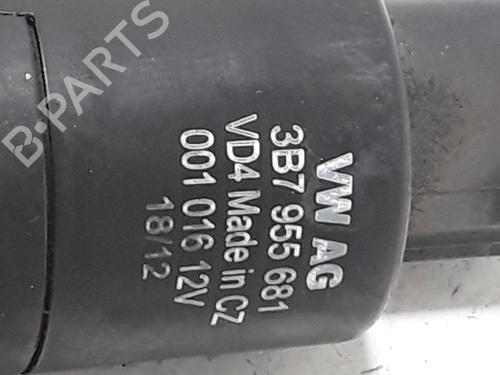 B-PARTS
VW AG
3B7 955 681
VD4 Made in CZ
001 016 12V
18/12